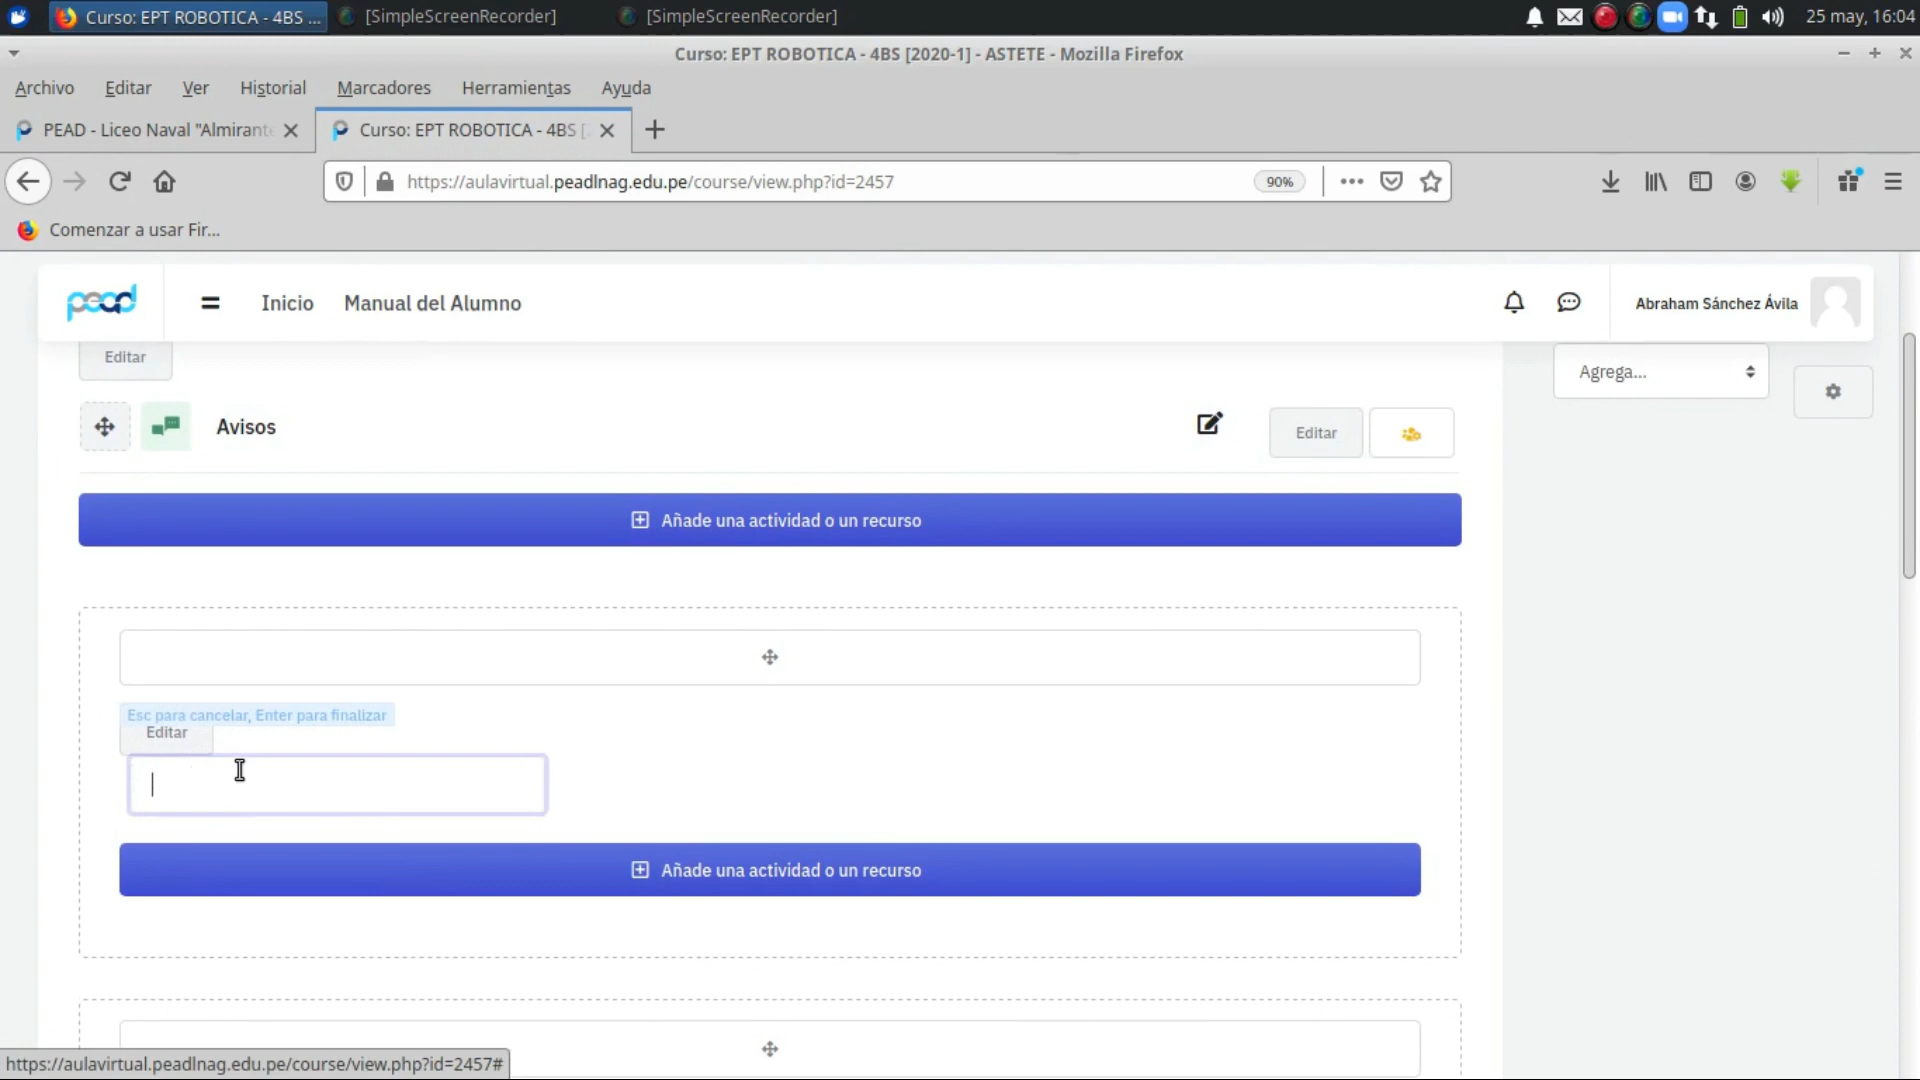 Curso: EPT ROBOTICA - 4BS ...
[SimpleScreenRecorder]
[SimpleScreenRecorder]
25 may, 16:04
Curso: EPT ROBOTICA - 4BS [2020-1] - ASTETE - Mozilla Firefox
Archivo Editar Ver Historial Marcadores Herramientas Ayuda
PEAD - Liceo Naval "Almirant
Curso: EPT ROBOTICA - 4BS [
https://aulavirtual.peadlnag.edu.pe/course/view.php?id=2457
90%
Comenzar a usar Fir...
pead
Inicio
Manual del Alumno
Abraham Sánchez Ávila
Editar
Agrega...
Avisos
Editar
Añade una actividad o un recurso
Esc para cancelar, Enter para finalizar
Editar
Añade una actividad o un recurso
https://aulavirtual.peadlnag.edu.pe/course/view.php?id=2457#